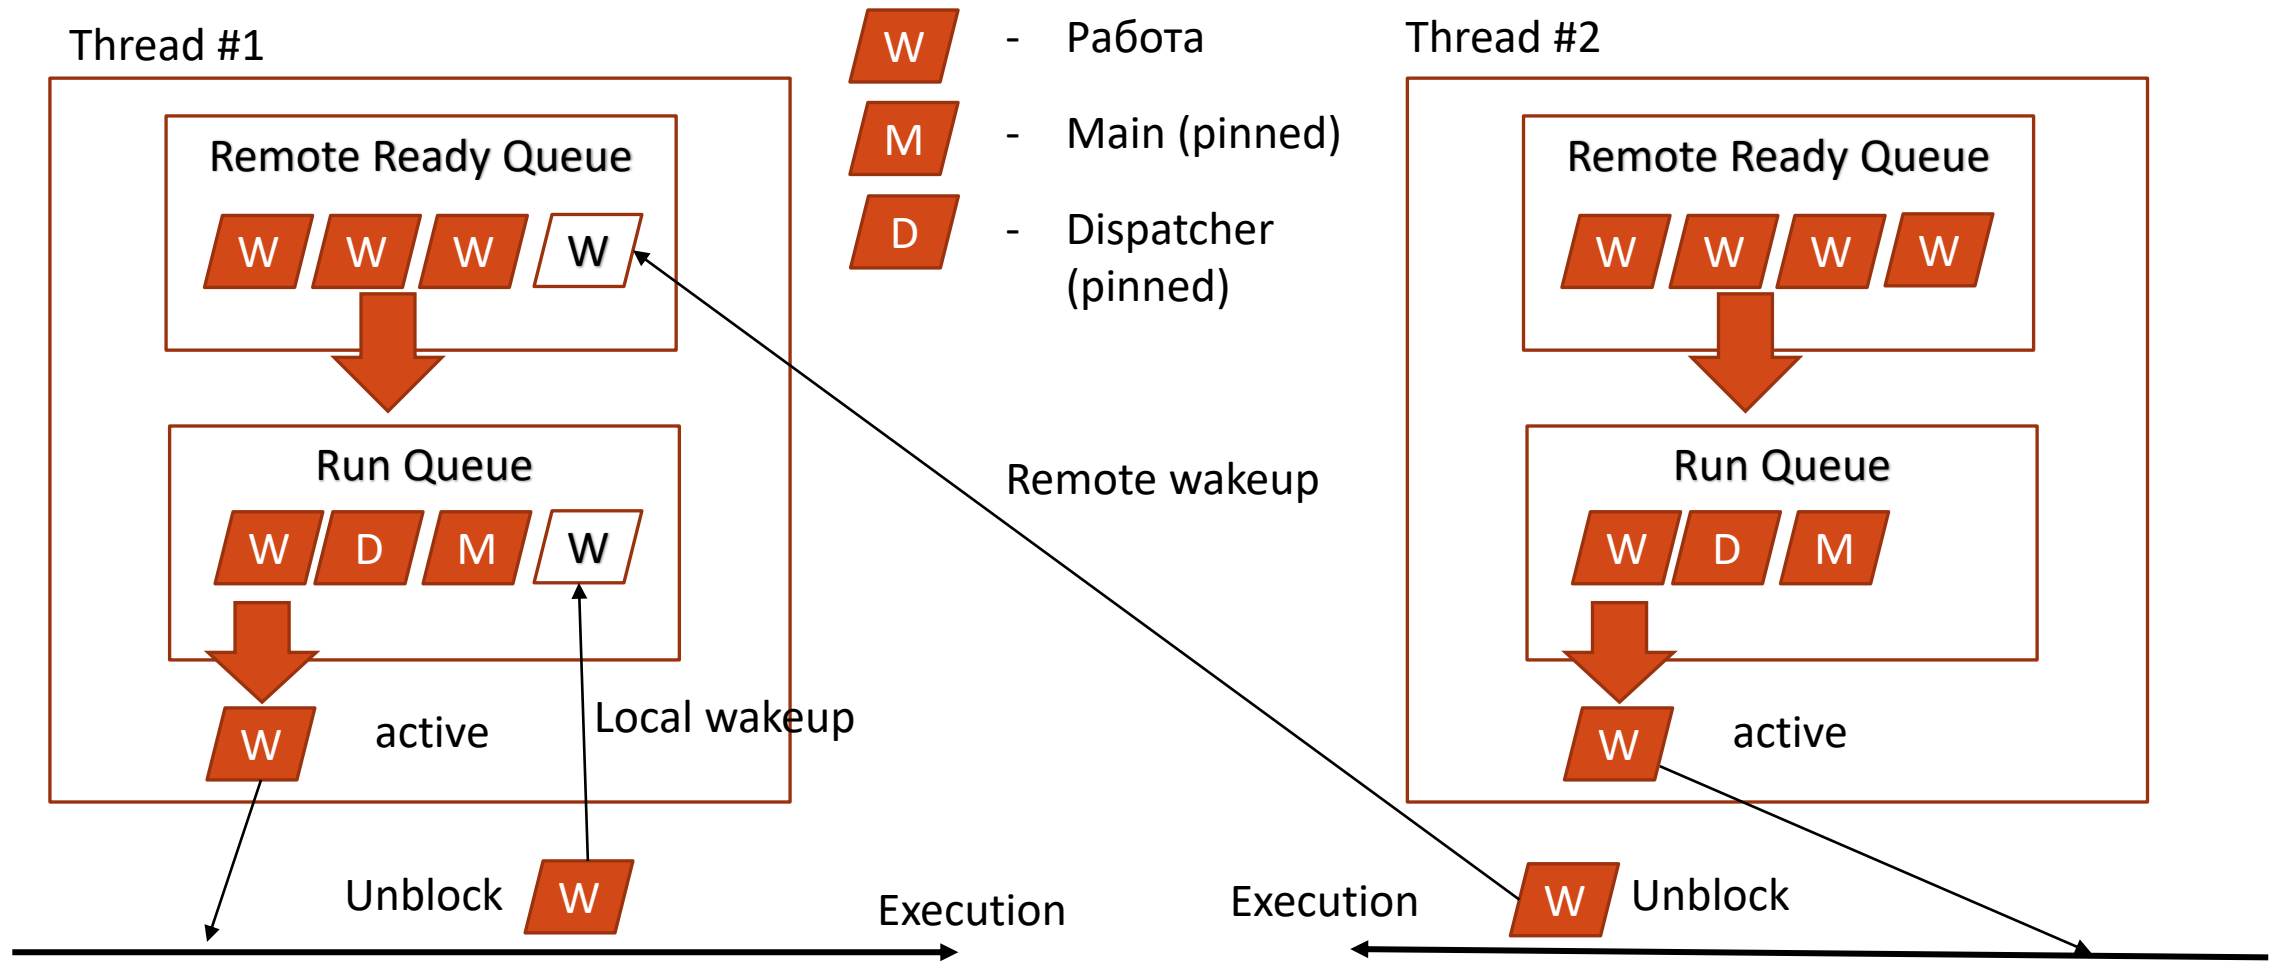 Thread #1
Remote Ready Queue
W W W W
Run Queue
W D M W
W active
Local wakeup
Unblock W
Execution
W - Работа
M - Main (pinned)
D - Dispatcher
(pinned)
Remote wakeup
Thread #2
Remote Ready Queue
W W W W
Run Queue
W D M
W active
Execution W Unblock